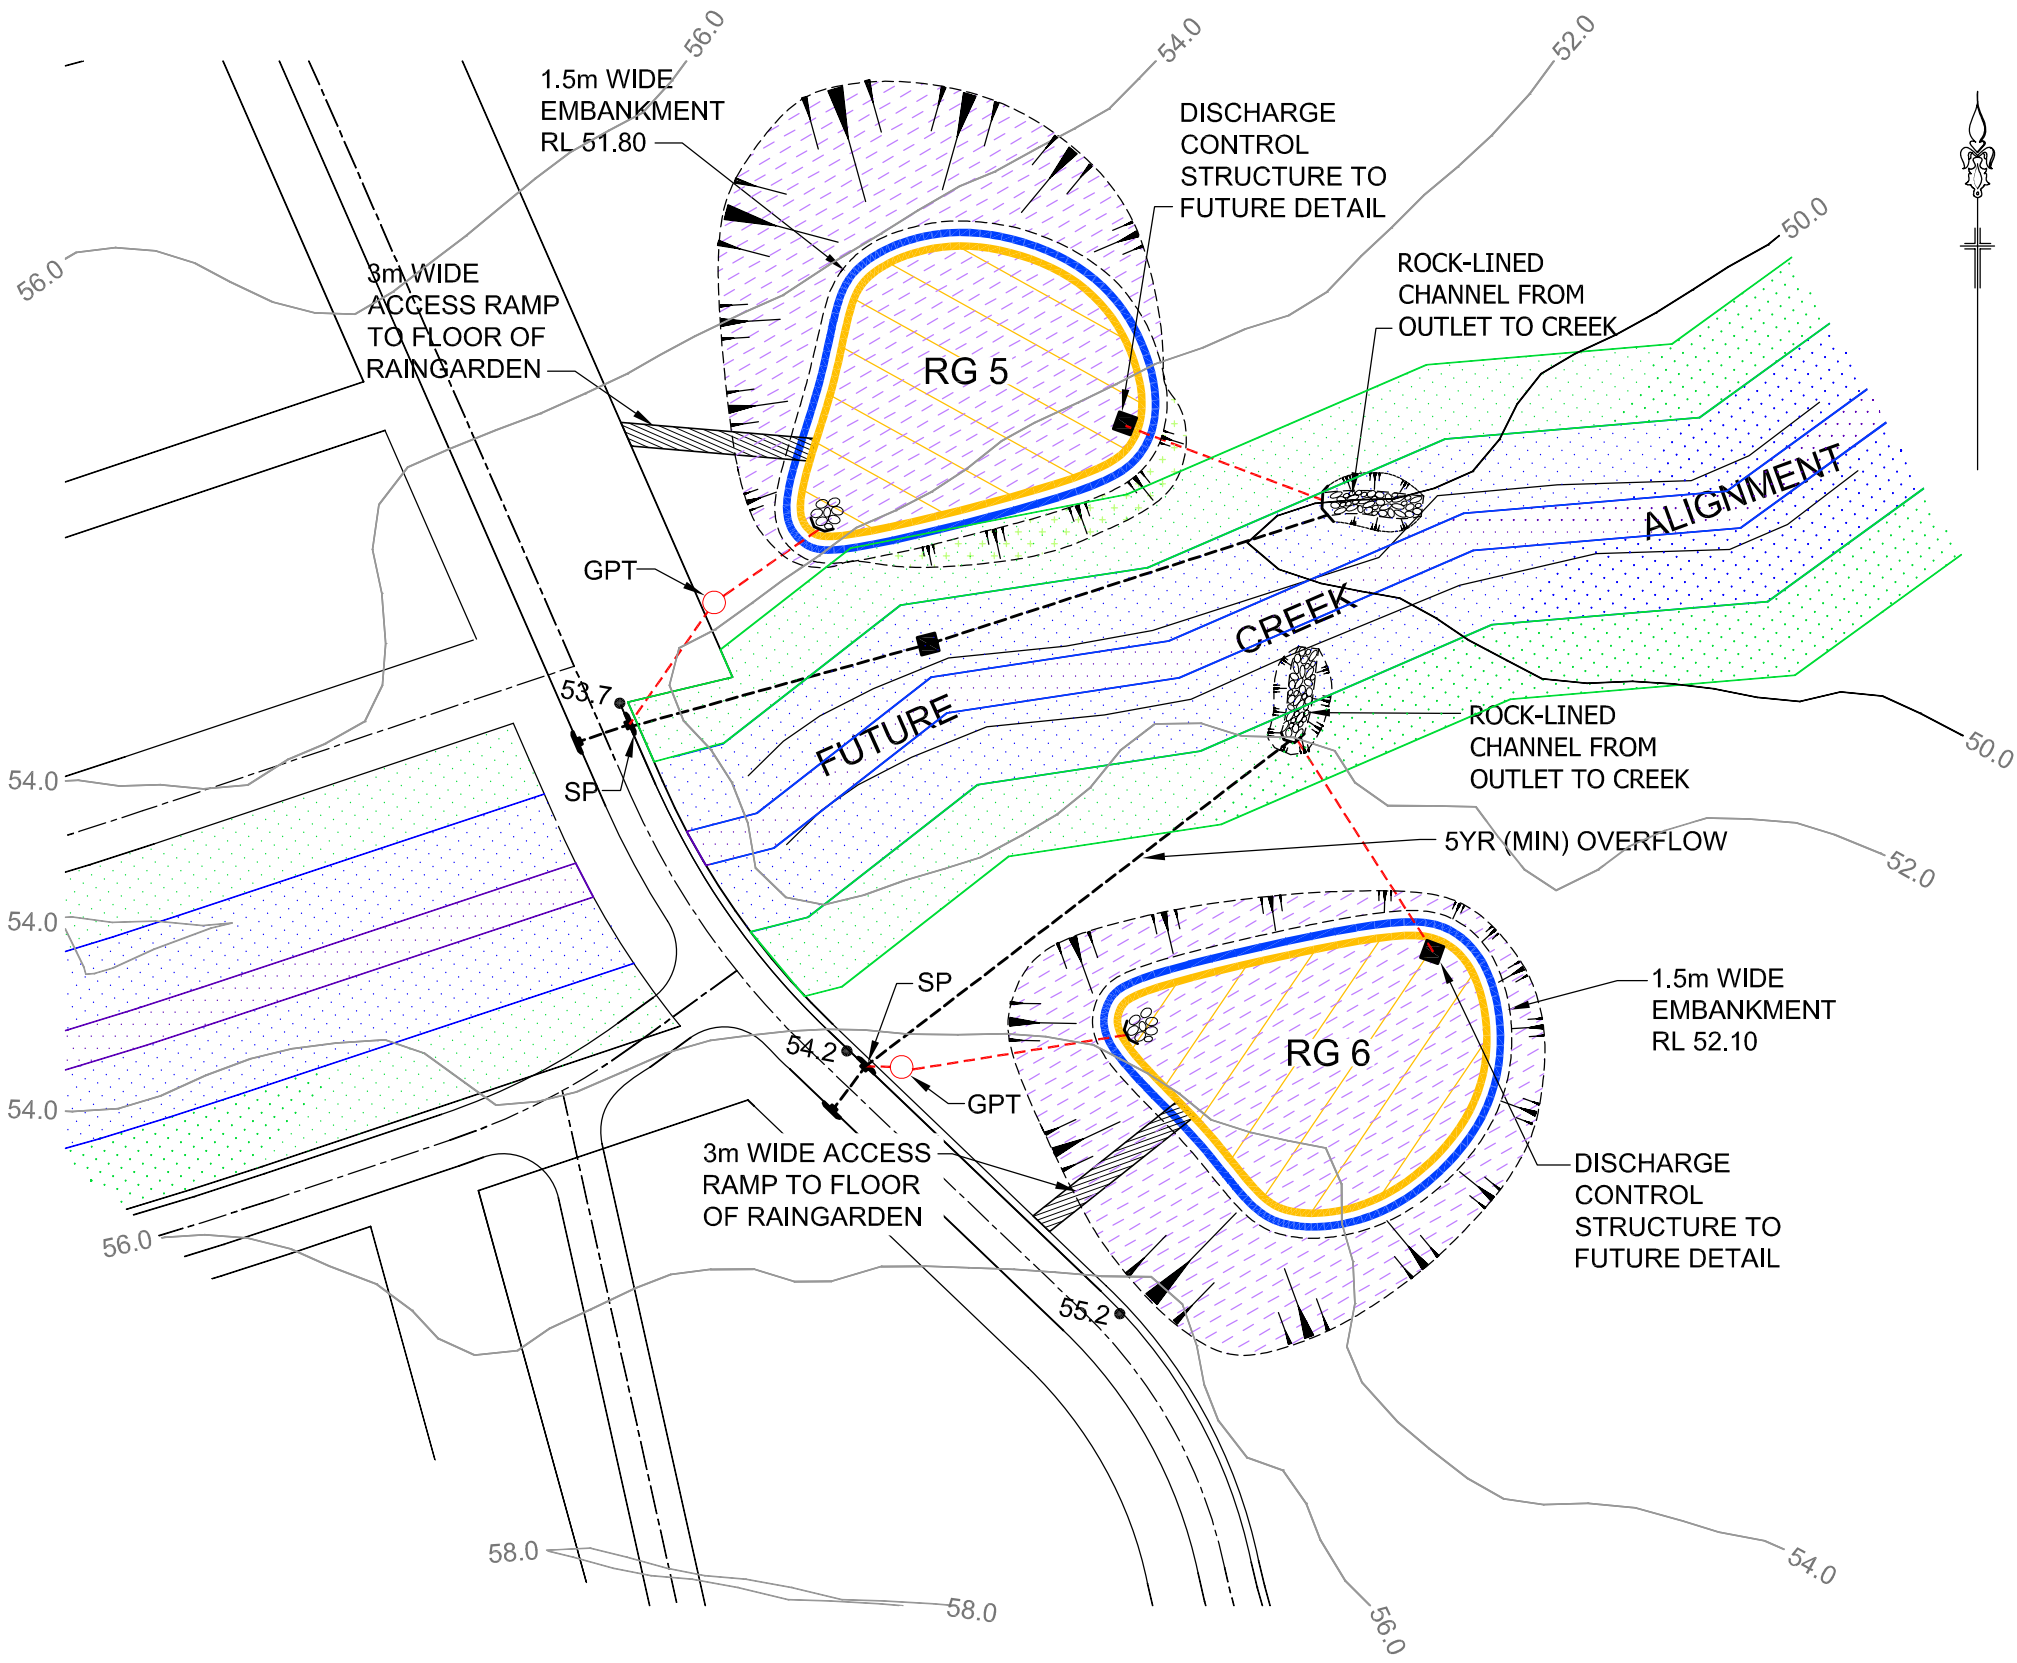 56.0
54.0
52.0
1.5m WIDE
EMBANKMENT
RL 51.80
DISCHARGE
CONTROL
STRUCTURE TO
FUTURE DETAIL
50.0
56.0
3m WIDE
ACCESS RAMP
TO FLOOR OF
RAINGARDEN
ROCK-LINED
CHANNEL FROM
OUTLET TO CREEK
RG 5
ALIGNMENT
GPT
CREEK
53.7
FUTURE
SP
ROCK-LINED
CHANNEL FROM
OUTLET TO CREEK
50.0
54.0
5YR (MIN) OVERFLOW
52.0
54.0
SP
1.5m WIDE
EMBANKMENT
RL 52.10
54.2
RG 6
54.0
GPT
3m WIDE ACCESS
RAMP TO FLOOR
OF RAINGARDEN
DISCHARGE
CONTROL
STRUCTURE TO
FUTURE DETAIL
56.0
55.2
58.0
54.0
58.0
56.0